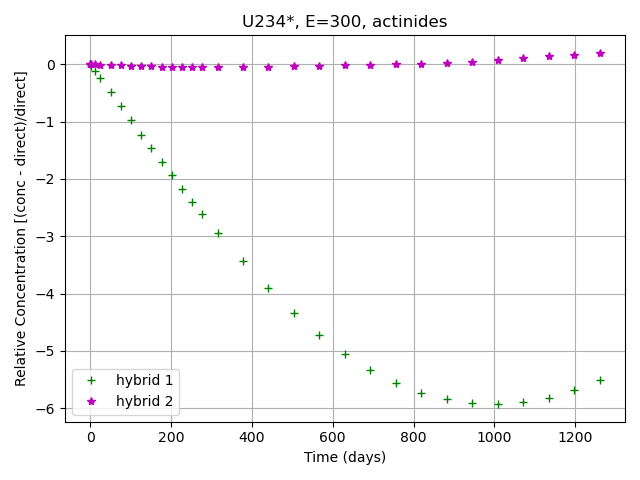 U234*, E=300, actinides
Relative Concentration [(conc - direct)/direct]
0
−1
−2
−3
−4
−5
−6
hybrid 1
hybrid 2
0 200 400 600 800 1000 1200
Time (days)